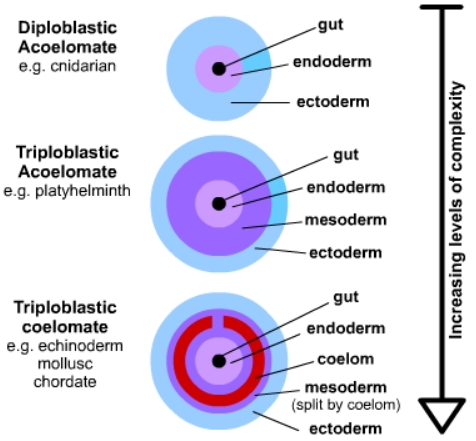 Diploblastic
Acoelomate
e.g. cnidarian
gut
endoderm
ectoderm
Triploblastic
Acoelomate
e.g. platyhelminth
gut
endoderm
mesoderm
ectoderm
Triploblastic
coelomate
e.g. echinoderm
mollusc
chordate
gut
endoderm
coelom
mesoderm
(split by coelom)
ectoderm
Increasing levels of complexity